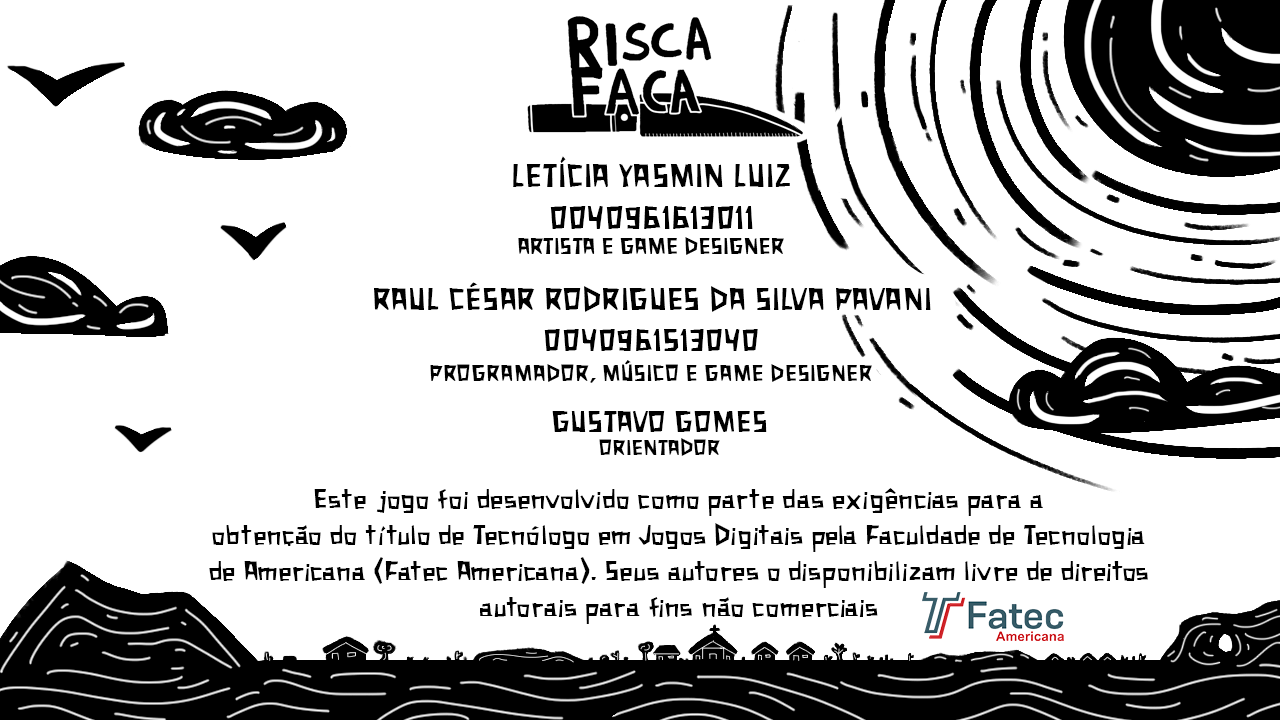 RISCA
FACA
LETÍCIA YASMIN LUIZ
0040961613011
ARTISTA E GAME DESIGNER
RAUL CÉSAR RODRIGUES DA SILVA PAVANI
0040961513040
PROGRAMADOR, MÚSICO E GAME DESIGNER
GUSTAVO GOMES
ORIENTADOR
Este jogo foi desenvolvido como parte das exigências para a
obtenção do título de Tecnólogo em Jogos Digitais pela Faculdade de Tecnologia
de Americana (Fatec Americana). Seus autores o disponibilizam livre de direitos
autorais para fins não comerciais
Fatec
Americana